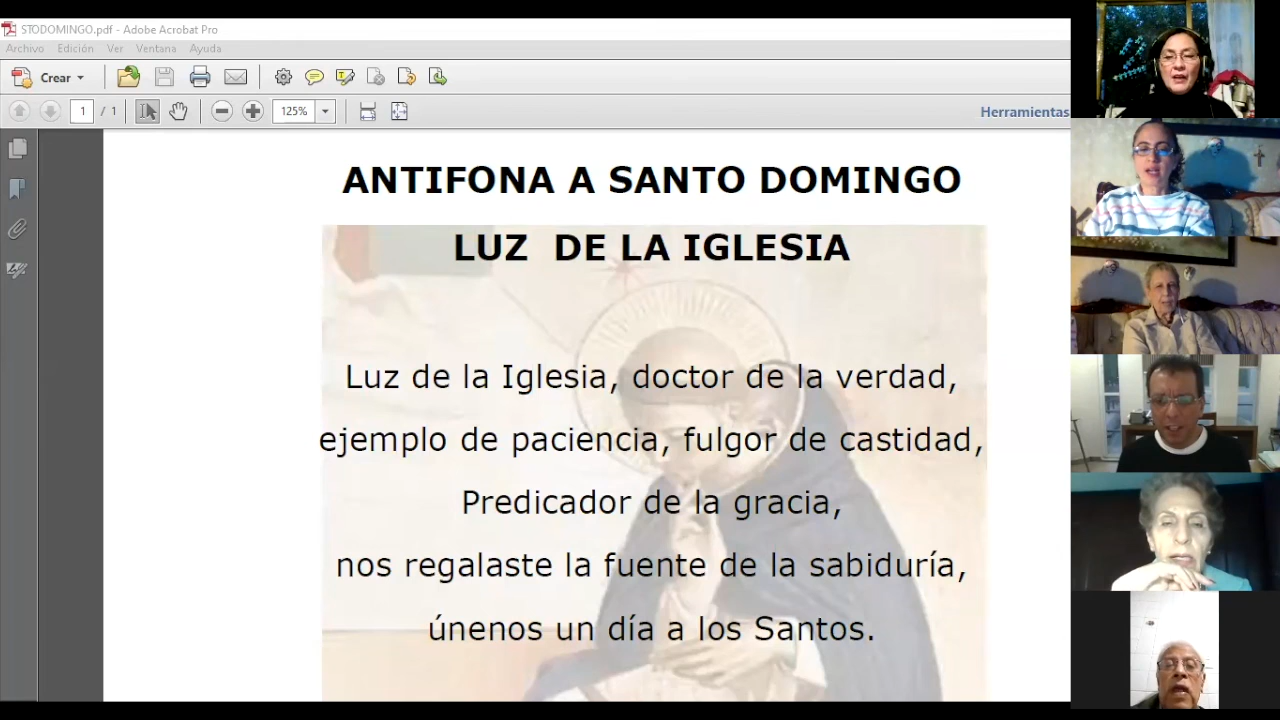 STODOMINGO.pdf - Adobe Acrobat Pro
Archivo Edición Ver Ventana Ayuda
Crear
1 / 1 125% Herramientas
ANTIFONA A SANTO DOMINGO
LUZ DE LA IGLESIA
Luz de la Iglesia, doctor de la verdad,
ejemplo de paciencia, fulgor de castidad,
Predicador de la gracia,
nos regalaste la fuente de la sabiduría,
únenos un día a los Santos.